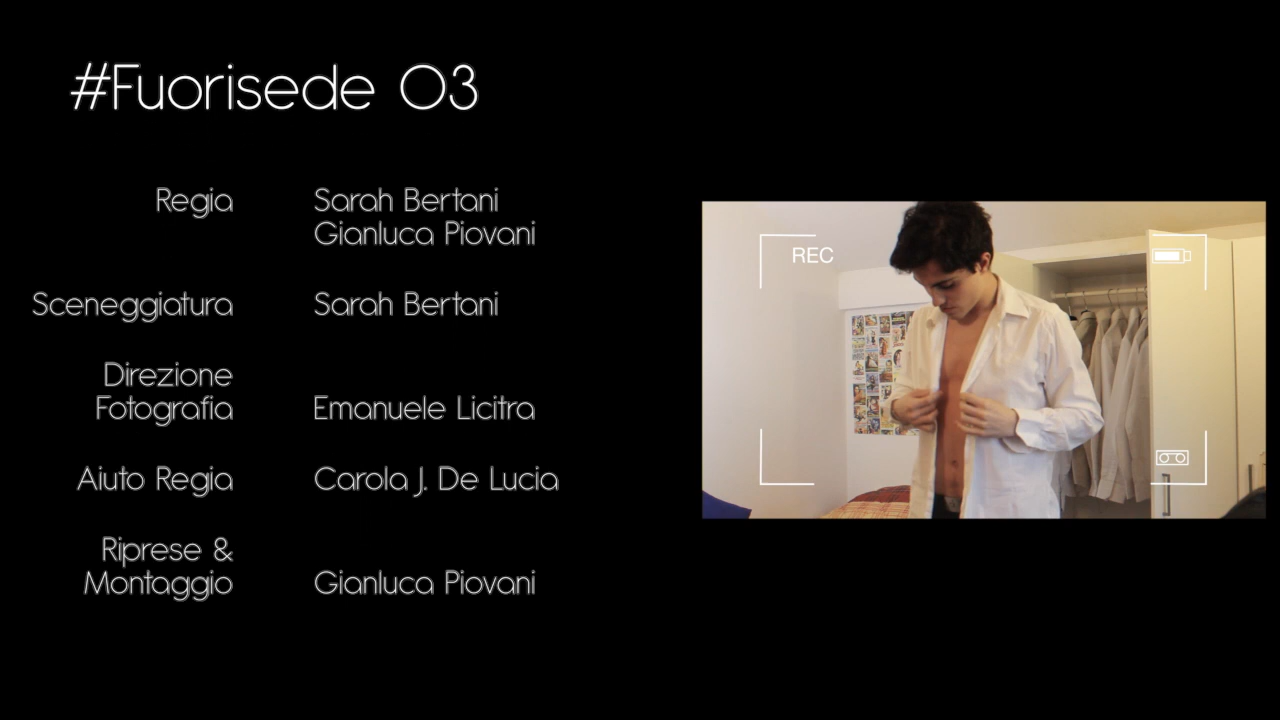 #Fuorisede 03
Regia Sarah Bertani
Gianluca Piovani
Sceneggiatura Sarah Bertani
Direzione
Fotografia Emanuele Licitra
Aiuto Regia Carola J. De Lucia
Riprese &
Montaggio Gianluca Piovani
REC